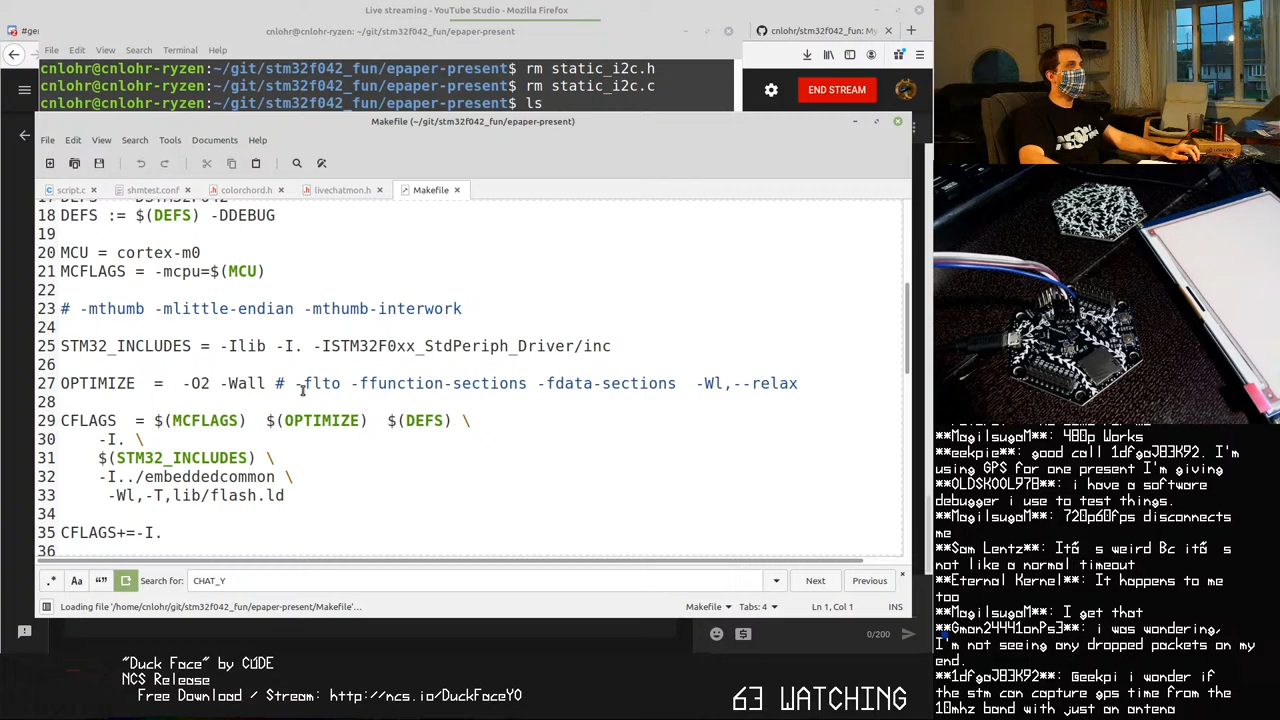 Live streaming - YouTube Studio - Mozilla Firefox
cnlohr@cnlohr-ryzen: ~/git/stm32f042_fun/epaper-present
cnlohr/stm32f042_fun: My
File Edit View Search Terminal Help
cnlohr@cnlohr-ryzen:~/git/stm32f042_fun/epaper-present$ rm static_i2c.h
cnlohr@cnlohr-ryzen:~/git/stm32f042_fun/epaper-present$ rm static_i2c.c
cnlohr@cnlohr-ryzen:~/git/stm32f042_fun/epaper-present$ ls
END STREAM
Makefile (~/git/stm32f042_fun/epaper-present)
File Edit View Search Tools Documents Help
script.c
shmtest.conf
colorchord.h
livechatmon.h
Makefile
18 DEFS := $(DEFS) -DDEBUG
19
20 MCU = cortex-m0
21 MCFLAGS = -mcpu=$(MCU)
22
23 # -mthumb -mlittle-endian -mthumb-interwork
24
25 STM32_INCLUDES = -Ilib -I. -ISTM32F0xx_StdPeriph_Driver/inc
26
27 OPTIMIZE = -O2 -Wall # -flto -ffunction-sections -fdata-sections -Wl,--relax
28
29 CFLAGS = $(MCFLAGS) $(OPTIMIZE) $(DEFS) \
30 -I. \
31 $(STM32_INCLUDES) \
32 -I../embeddedcommon \
33 -Wl,-T,lib/flash.ld
34
35 CFLAGS+=-I.
36
Aa
Search for: CHAT_Y
Next
Previous
Loading file '/home/cnlohr/git/stm32f042_fun/epaper-present/Makefile'…
Makefile
Tabs: 4
Ln 1, Col 1
INS
0/200
"Duck Face" by CØDE
NCS Release
Free Download / Stream: http://ncs.io/DuckFaceYO
63 WATCHING
**MagilsugaM**: 480p Works
**eekpie**: good call 1dfgaJ83K92. I'm
using GPS for one present I'm giving
**OLDSKOOL978**: i have a software
debugger i use to test things.
**MagilsugaM**: 720p60fps disconnects
me
**Sam Lentz**: Itâ s weird Bc itâ s
not like a normal timeout
**Eternal Kernel**: It happens to me
too
**MagilsugaM**: I get that
**Gman24441onPs3**: i was wondering,
I'm not seeing any dropped packets on my
end.
**1dfgaJ83K92**: Geekpi i wonder if
the stm can capture gps time from the
10mhz band with just an antena